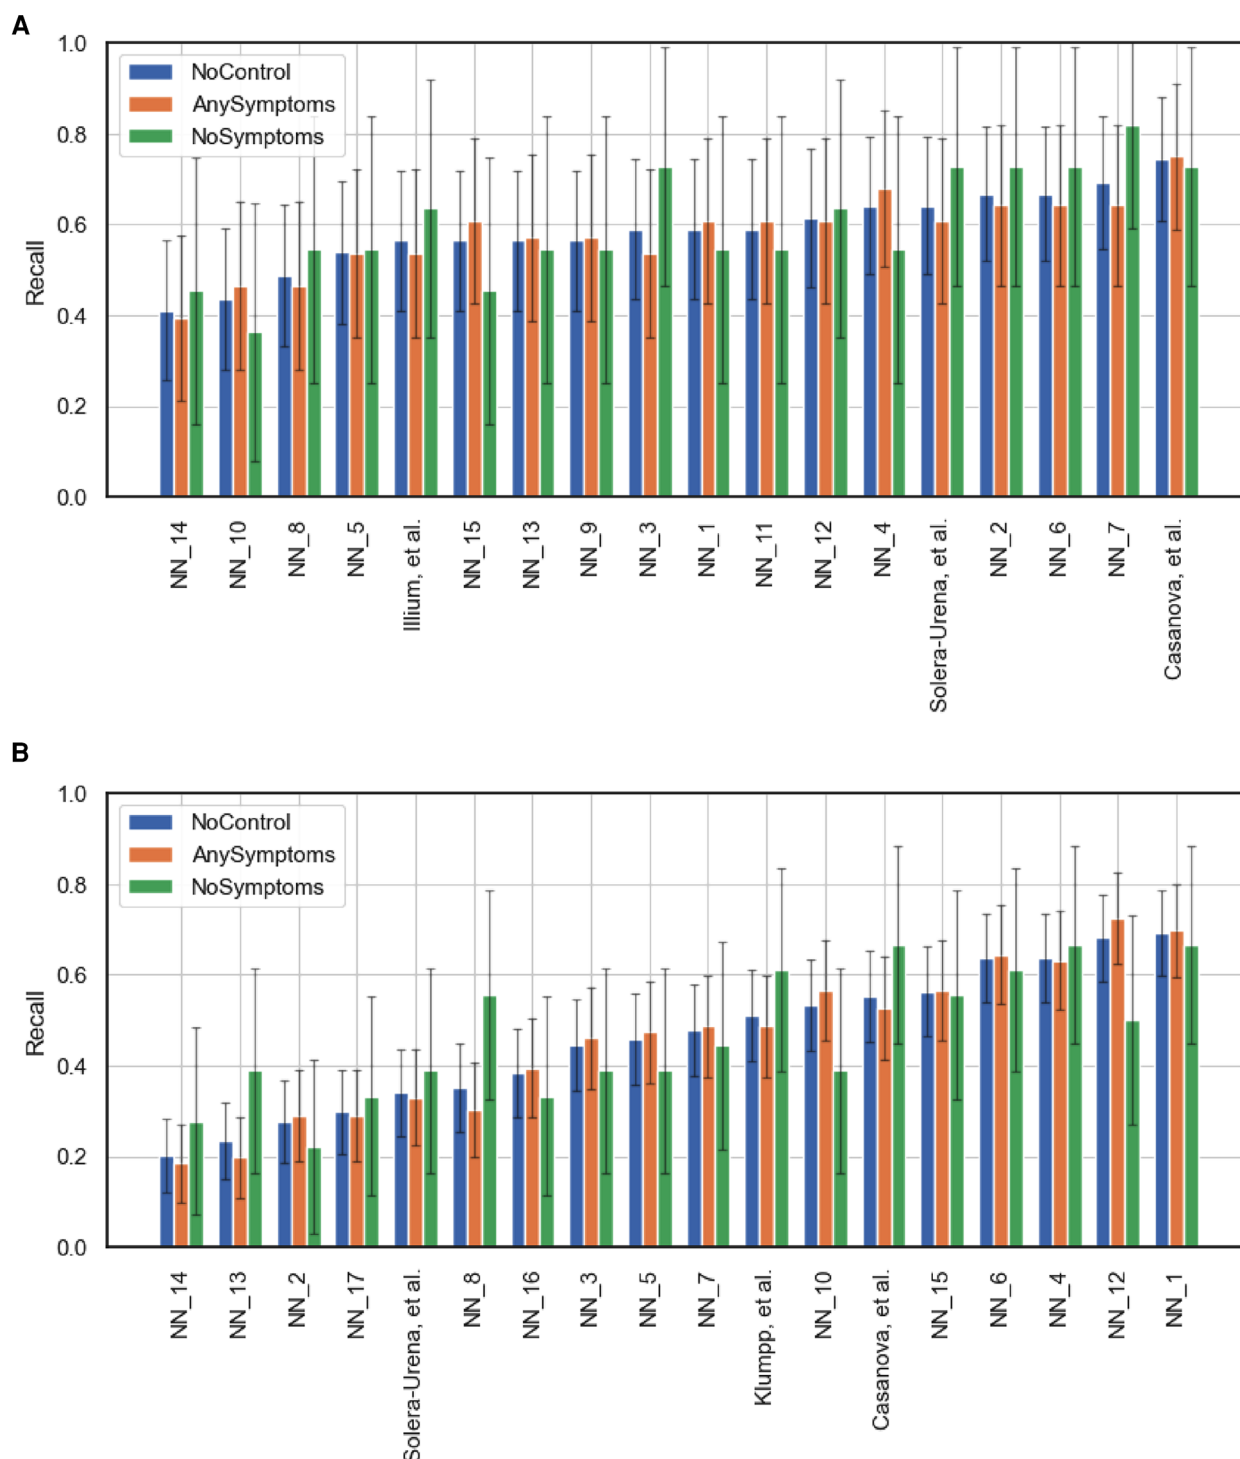 A
1.0
0.8
0.6
0.4
0.2
0.0
Recall
NoControl
AnySymptoms
NoSymptoms
NN_14
NN_10
NN_8
NN_5
Illium, et al.
NN_15
NN_13
NN_9
NN_3
NN_1
NN_11
NN_12
NN_4
Solera-Urena, et al.
NN_2
NN_6
NN_7
Casanova, et al.
B
1.0
0.8
0.6
0.4
0.2
0.0
Recall
NoControl
AnySymptoms
NoSymptoms
NN_14
NN_13
NN_2
NN_17
Solera-Urena, et al.
NN_8
NN_16
NN_3
NN_5
NN_7
Klumpp, et al.
NN_10
Casanova, et al.
NN_15
NN_6
NN_4
NN_12
NN_1